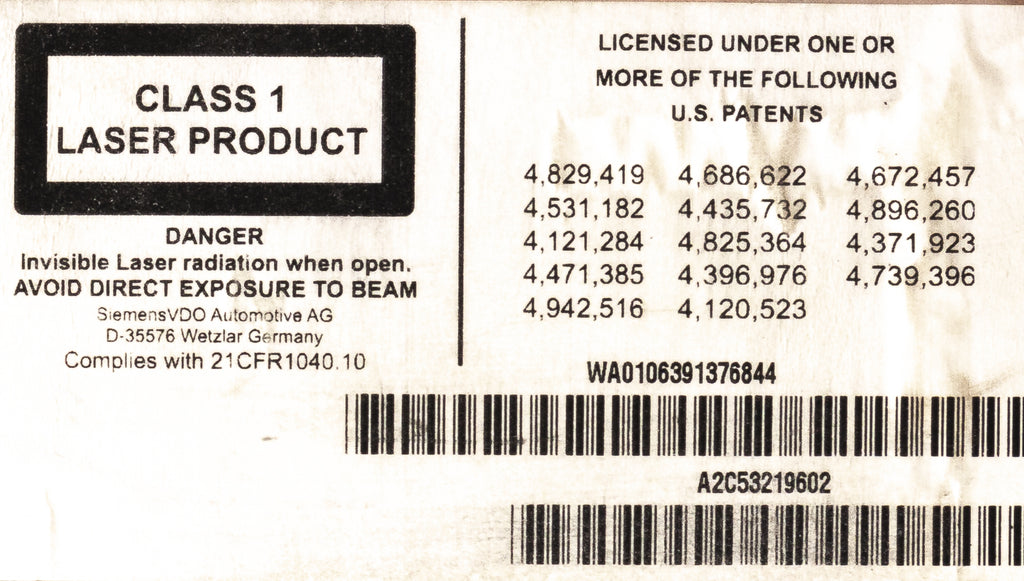 CLASS 1
LASER PRODUCT
DANGER
Invisible Laser radiation when open.
AVOID DIRECT EXPOSURE TO BEAM
SiemensVDO Automotive AG
D-35576 Wetzlar Germany
Complies with 21CFR1040.10
LICENSED UNDER ONE OR
MORE OF THE FOLLOWING
U.S. PATENTS
4,829,419 4,686,622 4,672,457
4,531,182 4,435,732 4,896,260
4,121,284 4,825,364 4,371,923
4,471,385 4,396,976 4,739,396
4,942,516 4,120,523
WA0106391376844
A2C53219602